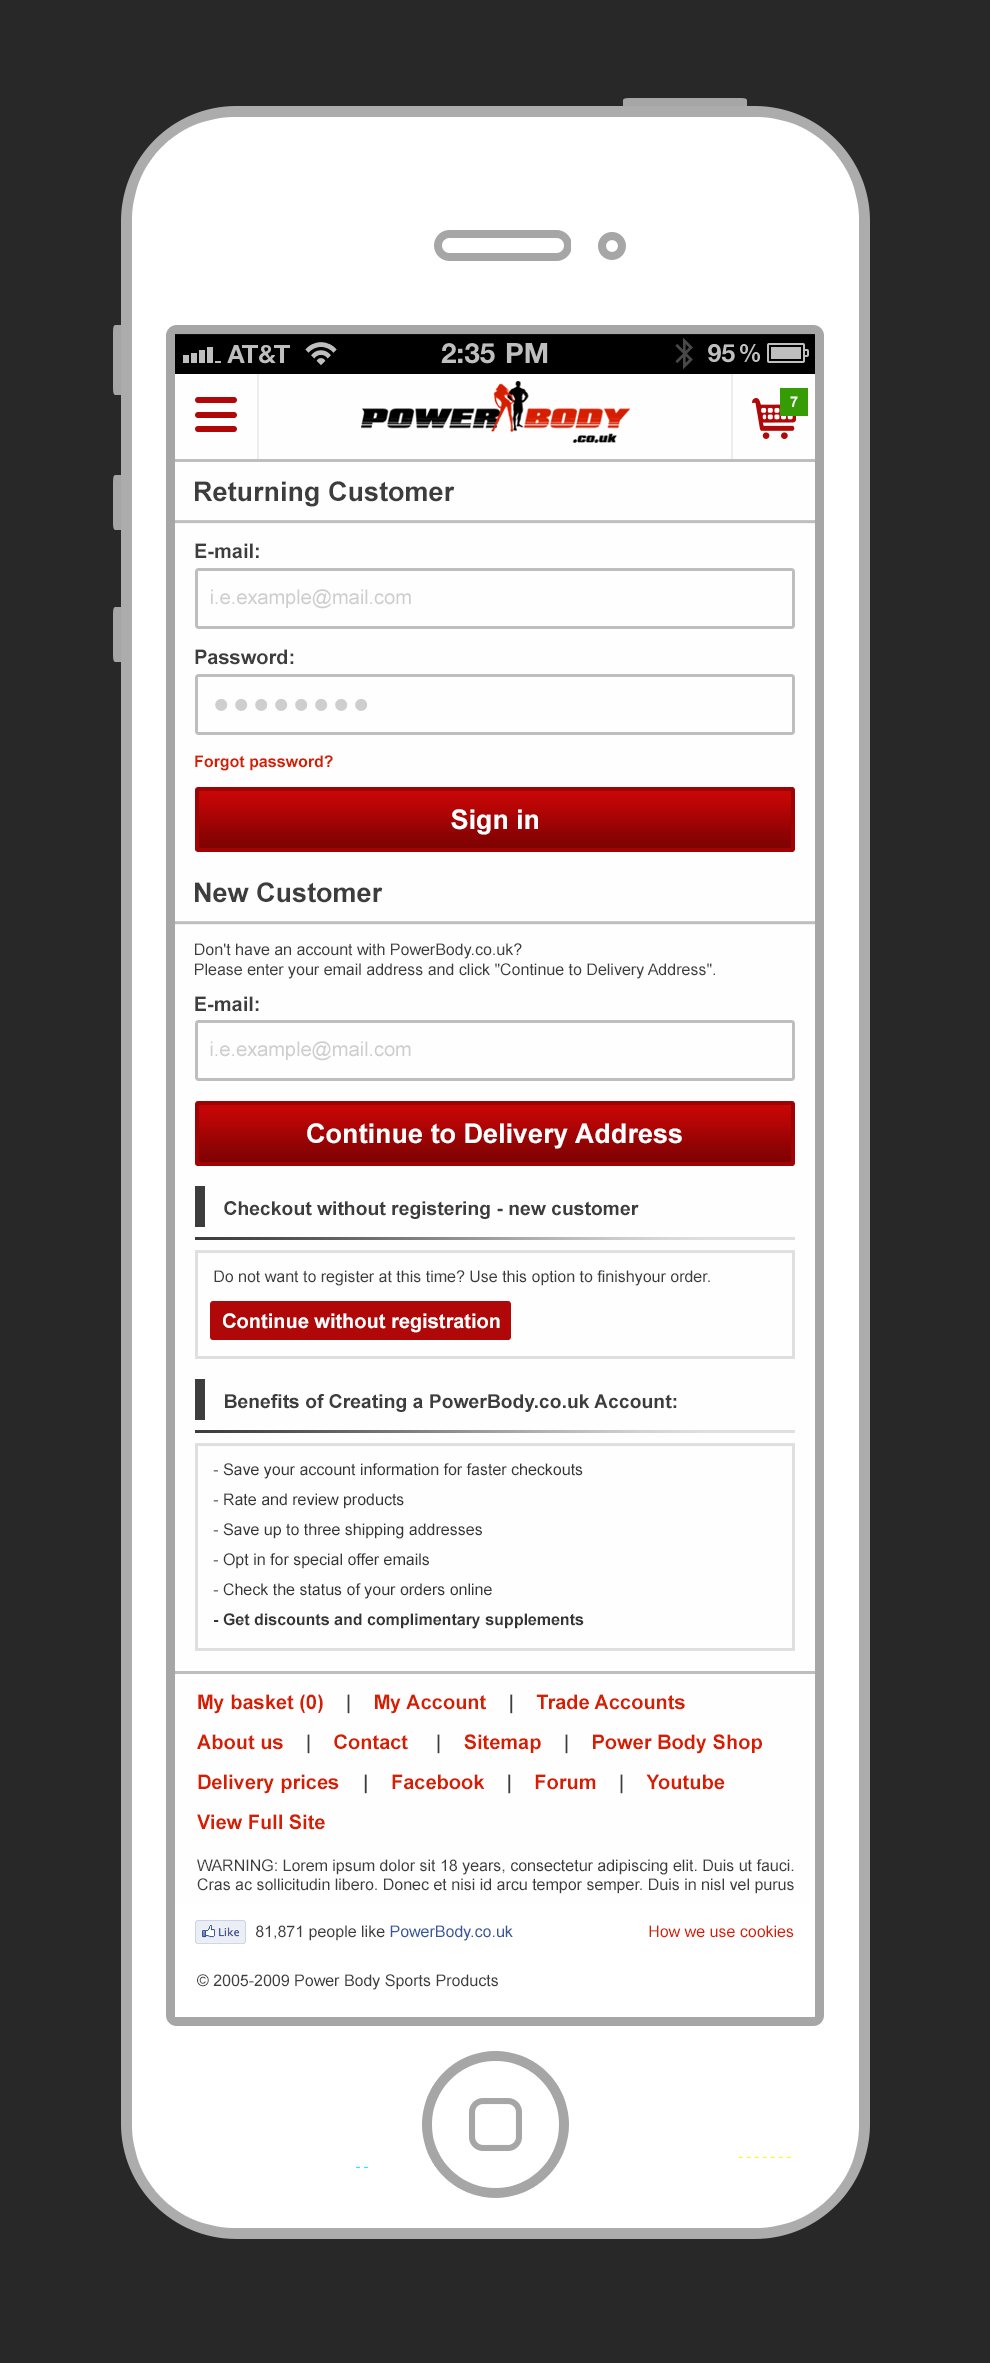 AT&T 2:35 PM 95 %
POWER BODY 7
.co.uk
Returning Customer
E-mail:
i.e.example@mail.com
Password:
Forgot password?
Sign in
New Customer
Don't have an account with PowerBody.co.uk?
Please enter your email address and click "Continue to Delivery Address".
E-mail:
i.e.example@mail.com
Continue to Delivery Address
Checkout without registering - new customer
Do not want to register at this time? Use this option to finishyour order.
Continue without registration
Benefits of Creating a PowerBody.co.uk Account:
- Save your account information for faster checkouts
- Rate and review products
- Save up to three shipping addresses
- Opt in for special offer emails
- Check the status of your orders online
- Get discounts and complimentary supplements
My basket (0) | My Account | Trade Accounts
About us | Contact | Sitemap | Power Body Shop
Delivery prices | Facebook | Forum | Youtube
View Full Site
WARNING: Lorem ipsum dolor sit 18 years, consectetur adipiscing elit. Duis ut fauci.
Cras ac sollicitudin libero. Donec et nisi id arcu tempor semper. Duis in nisl vel purus
Like 81,871 people like PowerBody.co.uk How we use cookies
© 2005-2009 Power Body Sports Products